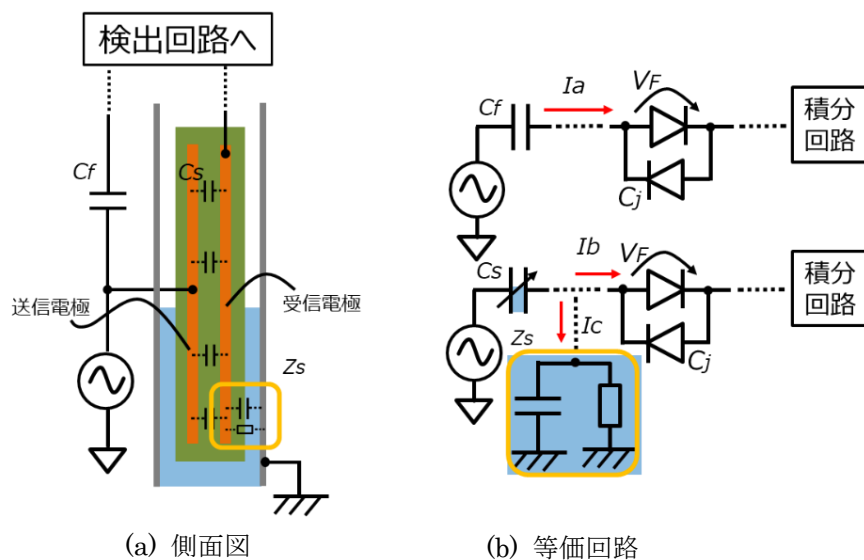 検出回路へ
Cf
Cs
送信電極
受信電極
Zs
(a) 側面図
Cf
Ia
VF
Cj
積分
回路
Cs
Ib
VF
Zs
Ic
Cj
積分
回路
(b) 等価回路